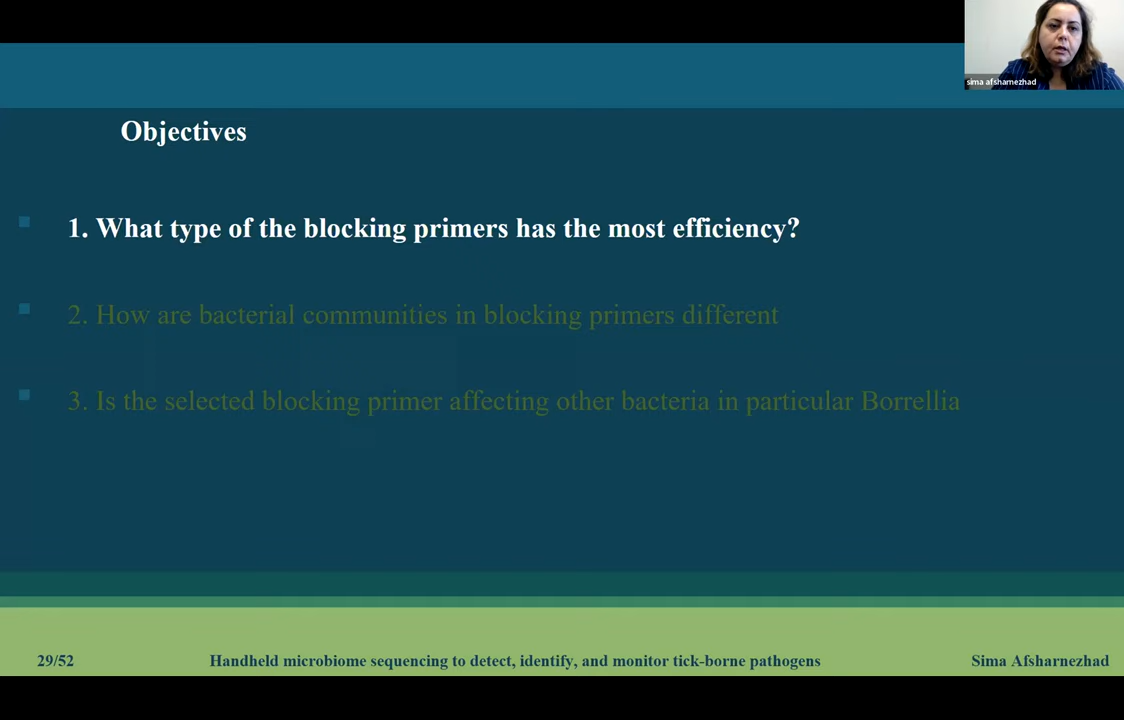 sima afsharnezhad
Objectives
1. What type of the blocking primers has the most efficiency?
2. How are bacterial communities in blocking primers different
3. Is the selected blocking primer affecting other bacteria in particular Borrellia
29/52 Handheld microbiome sequencing to detect, identify, and monitor tick-borne pathogens Sima Afsharnezhad